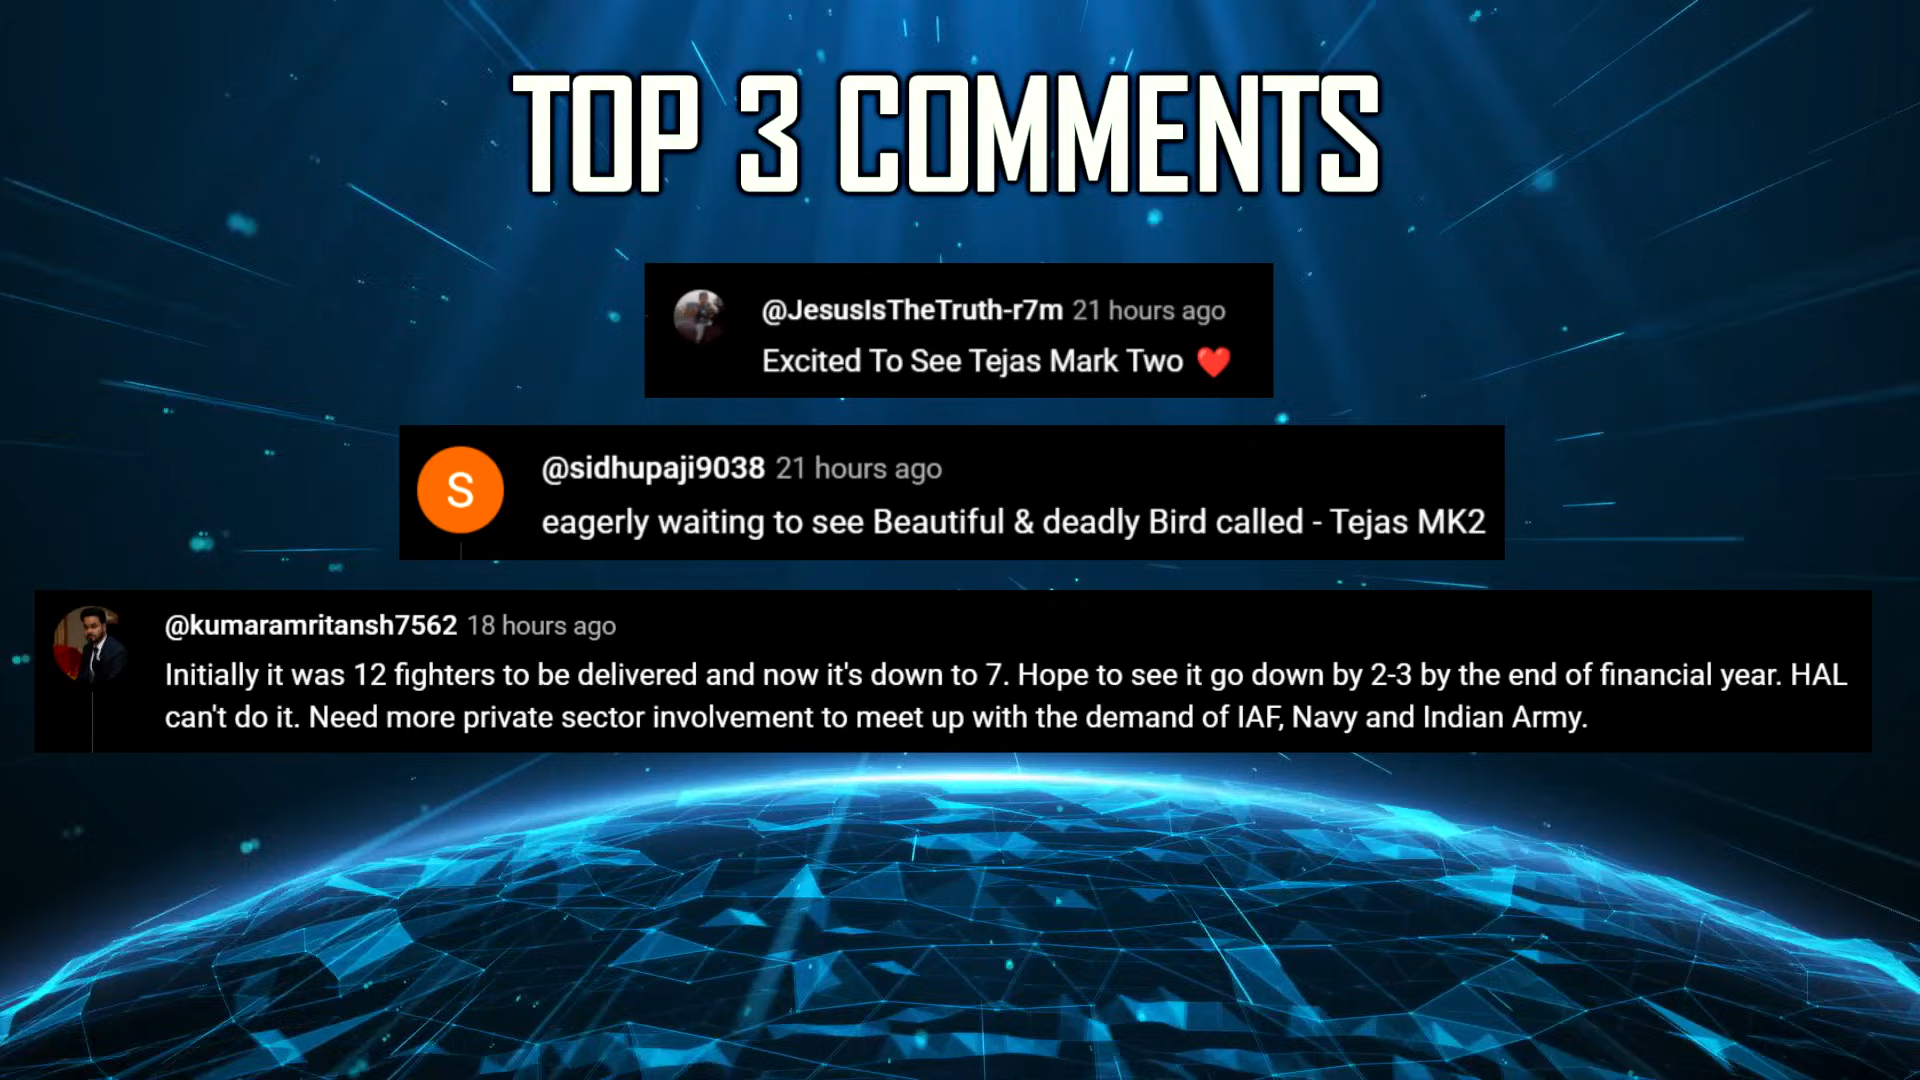 TOP 3 COMMENTS
@JesusIsTheTruth-r7m 21 hours ago
Excited To See Tejas Mark Two ❤️
S
@sidhupaji9038 21 hours ago
eagerly waiting to see Beautiful & deadly Bird called - Tejas MK2
@kumaramritansh7562 18 hours ago
Initially it was 12 fighters to be delivered and now it's down to 7. Hope to see it go down by 2-3 by the end of financial year. HAL
can't do it. Need more private sector involvement to meet up with the demand of IAF, Navy and Indian Army.